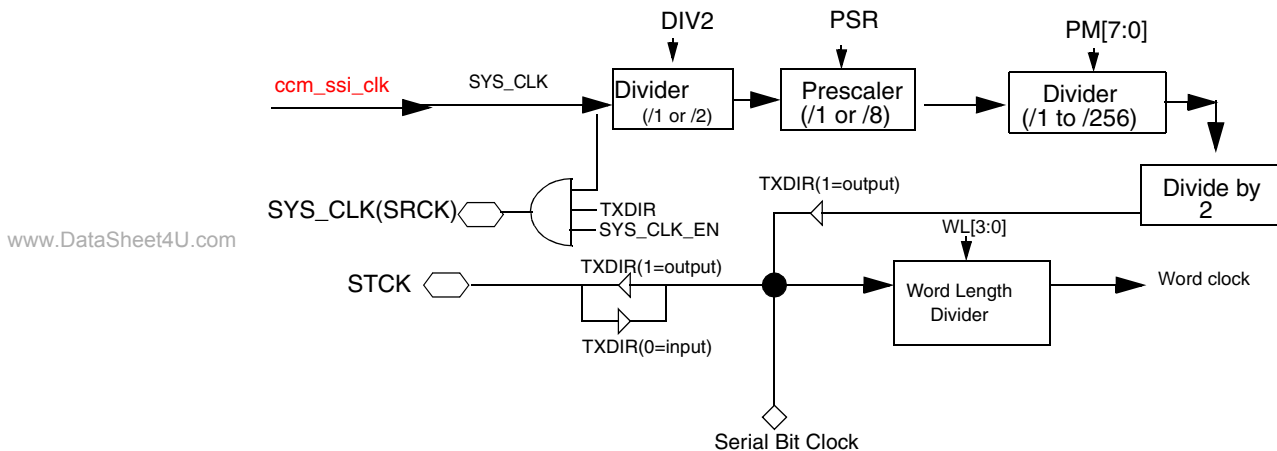 DIV2
PSR
PM[7:0]
ccm_ssi_clk
SYS_CLK
Divider
(/1 or /2)
Prescaler
(/1 or /8)
Divider
(/1 to /256)
TXDIR(1=output)
Divide by
2
SYS_CLK(SRCK)
TXDIR
SYS_CLK_EN
www.DataSheet4U.com
WL[3:0]
STCK
TXDIR(1=output)
TXDIR(0=input)
Word Length
Divider
Word clock
Serial Bit Clock